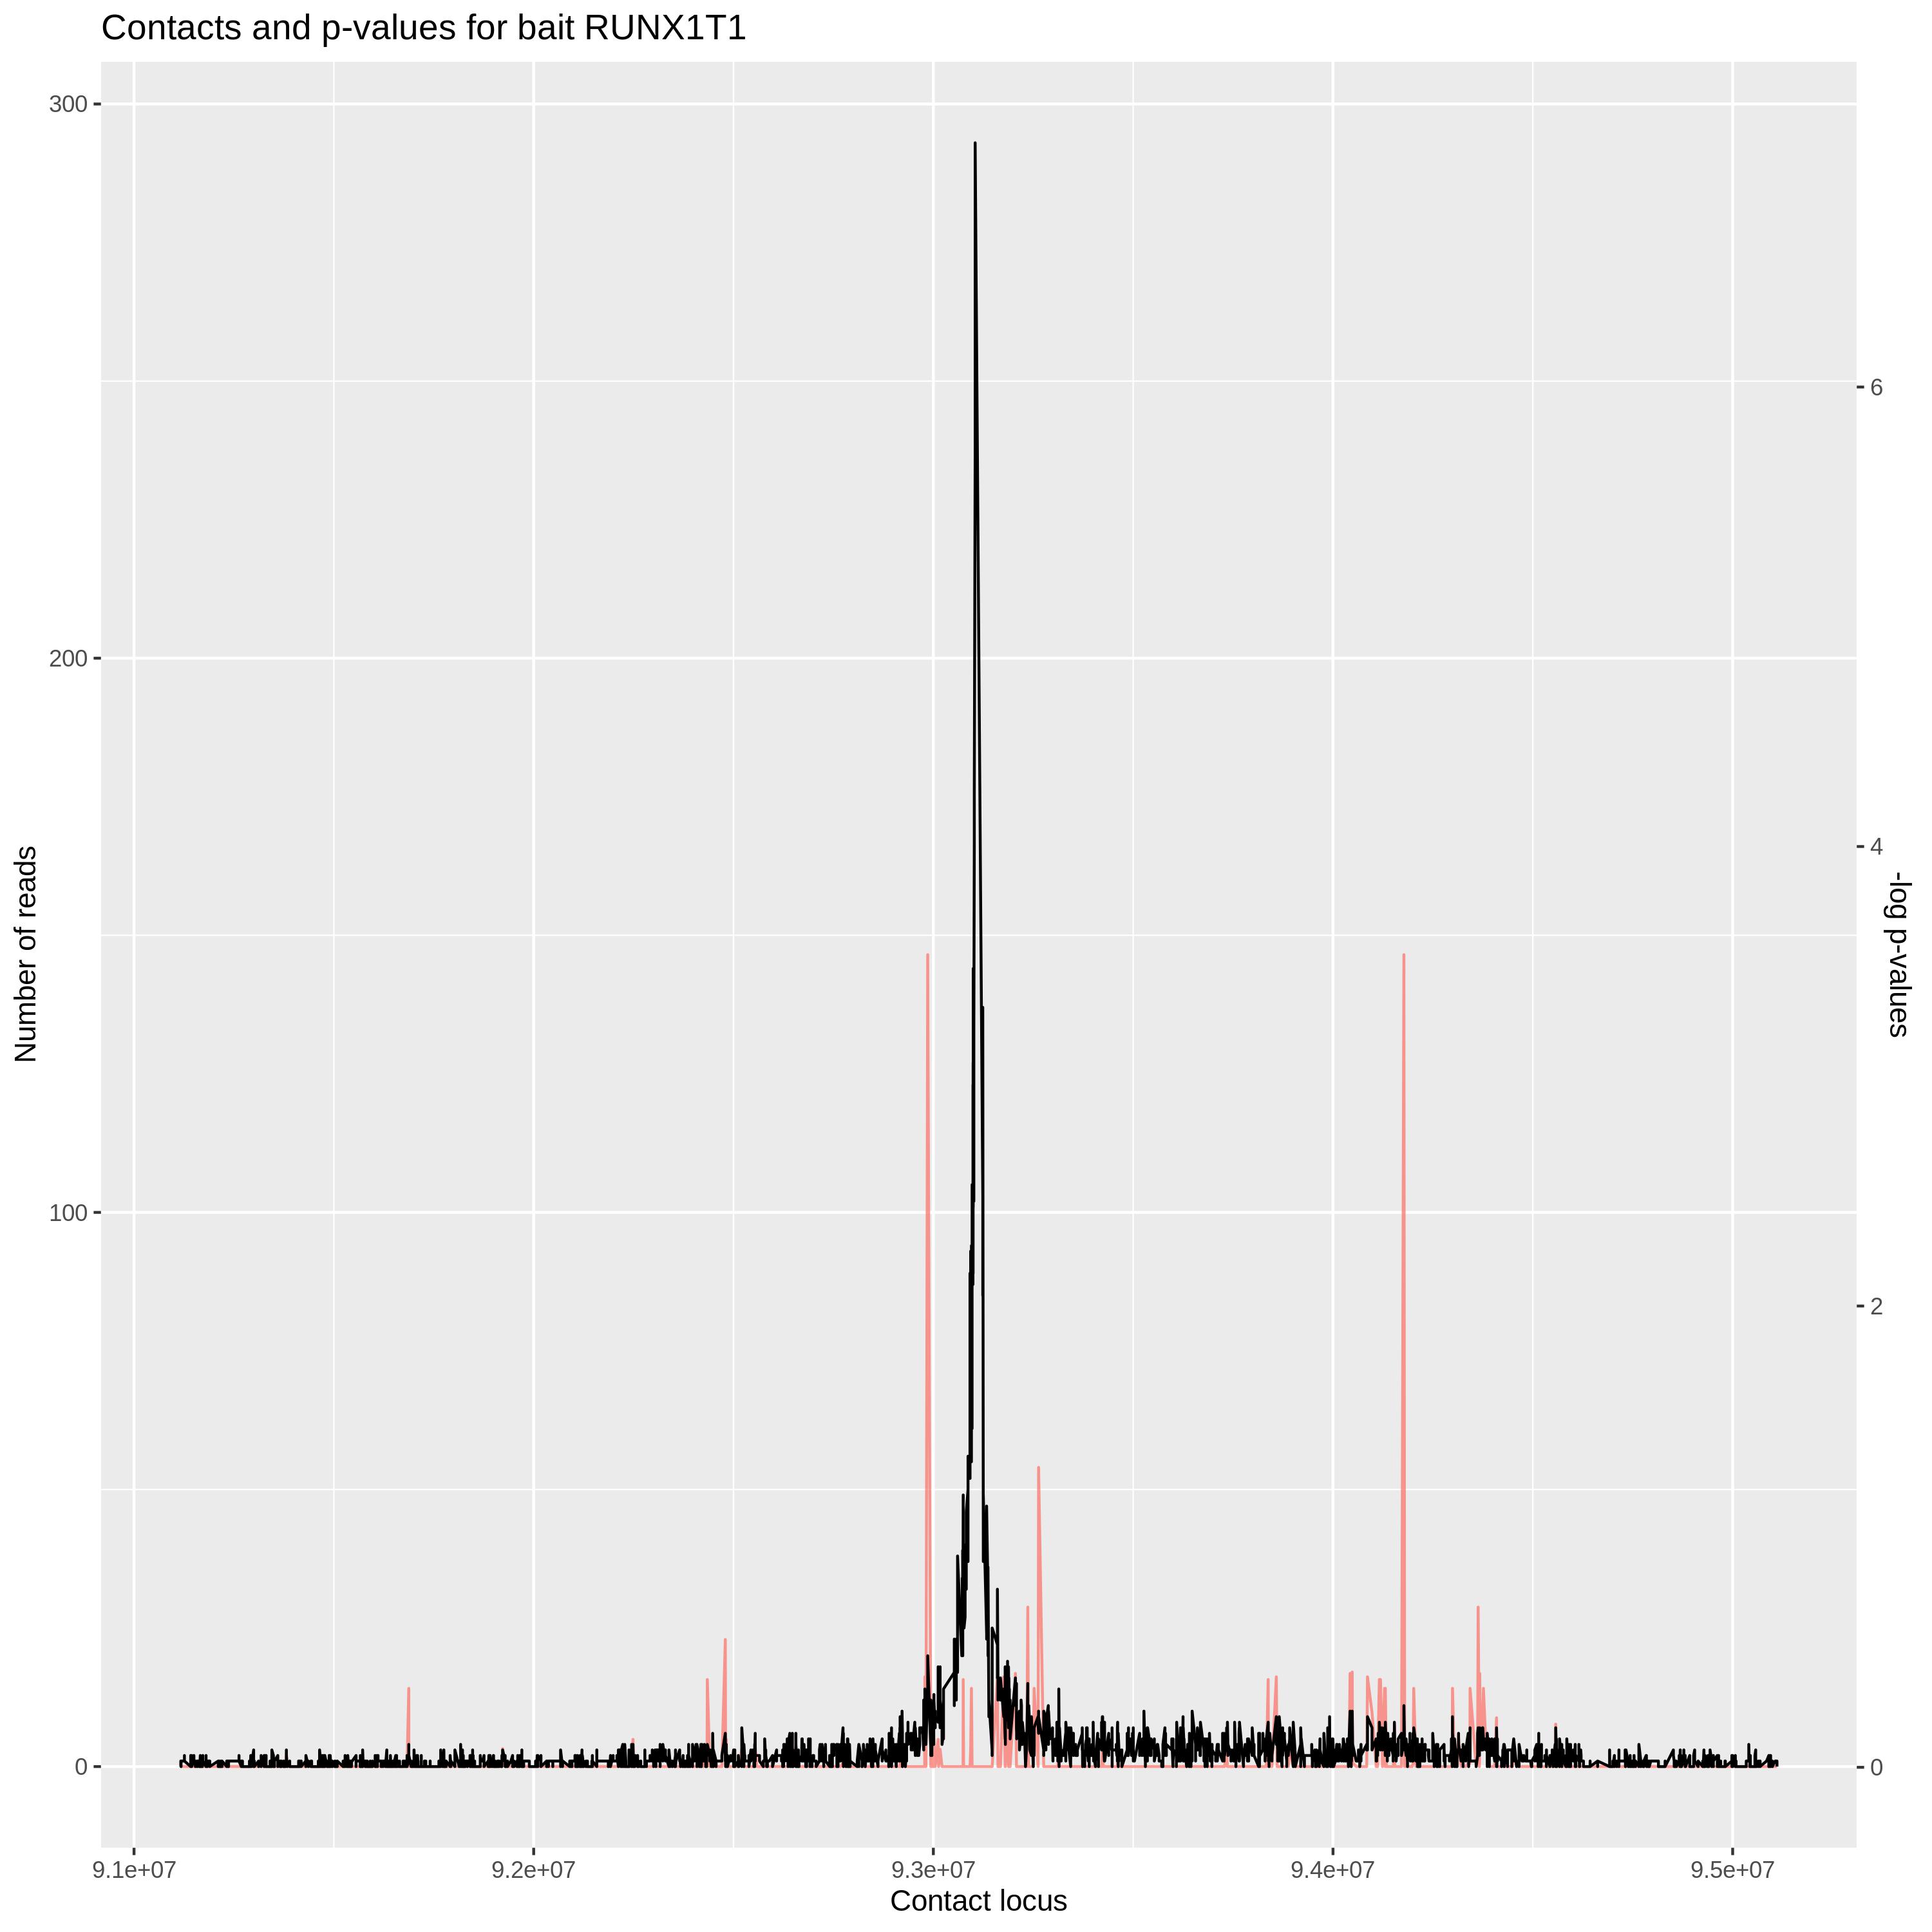 Contacts and p-values for bait RUNX1T1
300
200
100
0
Number of reads
6
4
2
0
-log p-values
9.1e+07
9.2e+07
9.3e+07
9.4e+07
9.5e+07
Contact locus